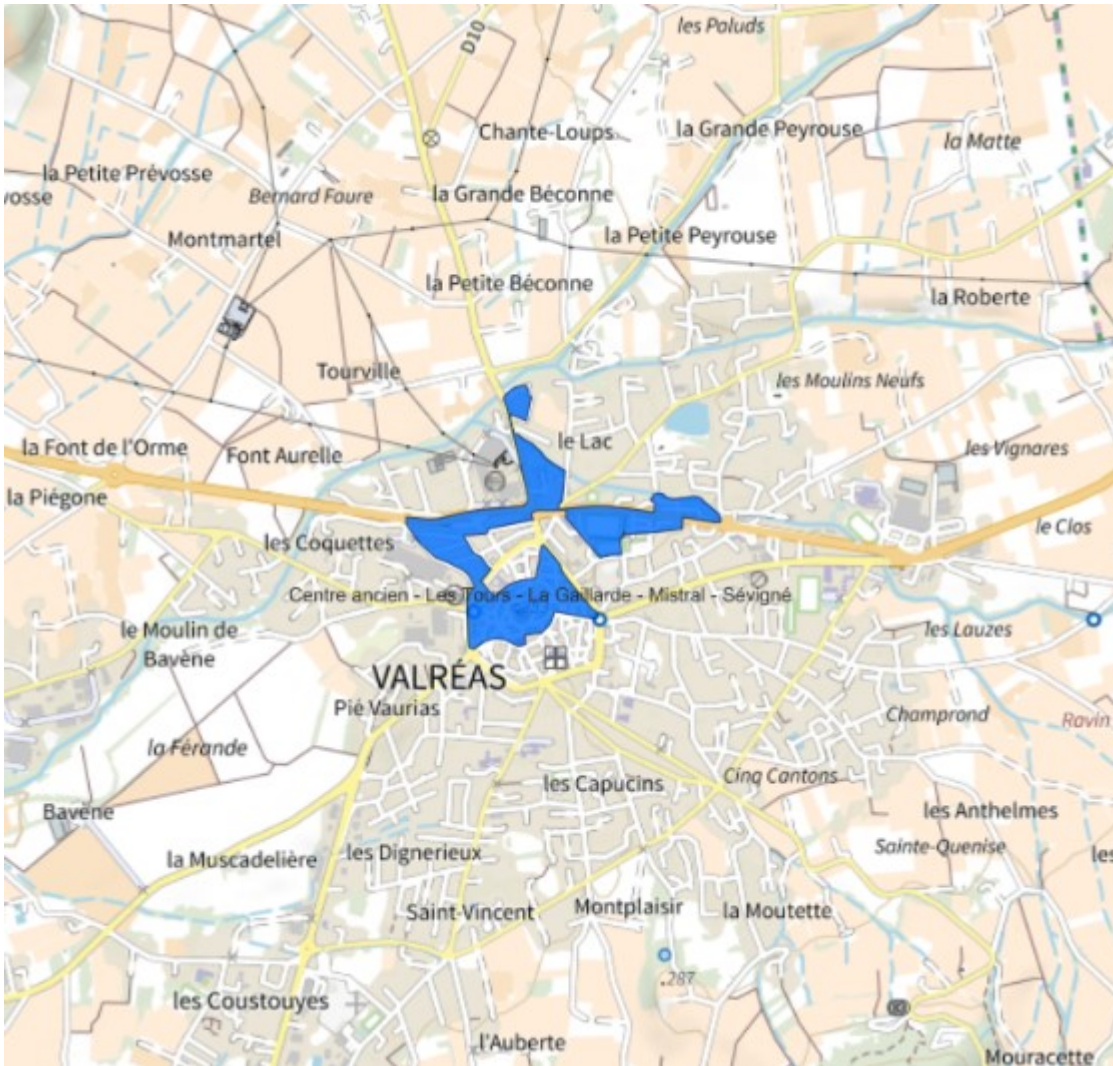 les Paluds
D10
Chante-Loups
la Grande Peyrouse
la Matte
la Petite Prévosse
vosse
Bernard Faure
la Grande Béconne
Montmartel
la Petite Peyrouse
la Petite Béconne
la Roberte
Tourville
les Moulins Neufs
la Font de l'Orme
Font Aurelle
le Lac
les Vignares
la Piégone
les Coquettes
le Clos
Centre ancien - Les Tours - La Gaillarde - Mistral - Sévigné
le Moulin de
Bavène
les Lauzes
VALRÉAS
Pié Vaurias
Champrond
Ravin
la Férande
les Capucins
Cinq Cantons
Bavène
les Anthelmes
la Muscadelière
les Dignerieux
Sainte-Quenise
les
Saint-Vincent
Montplaisir
la Moutette
.287
les Coustouyes
l'Auberte
Mouracette